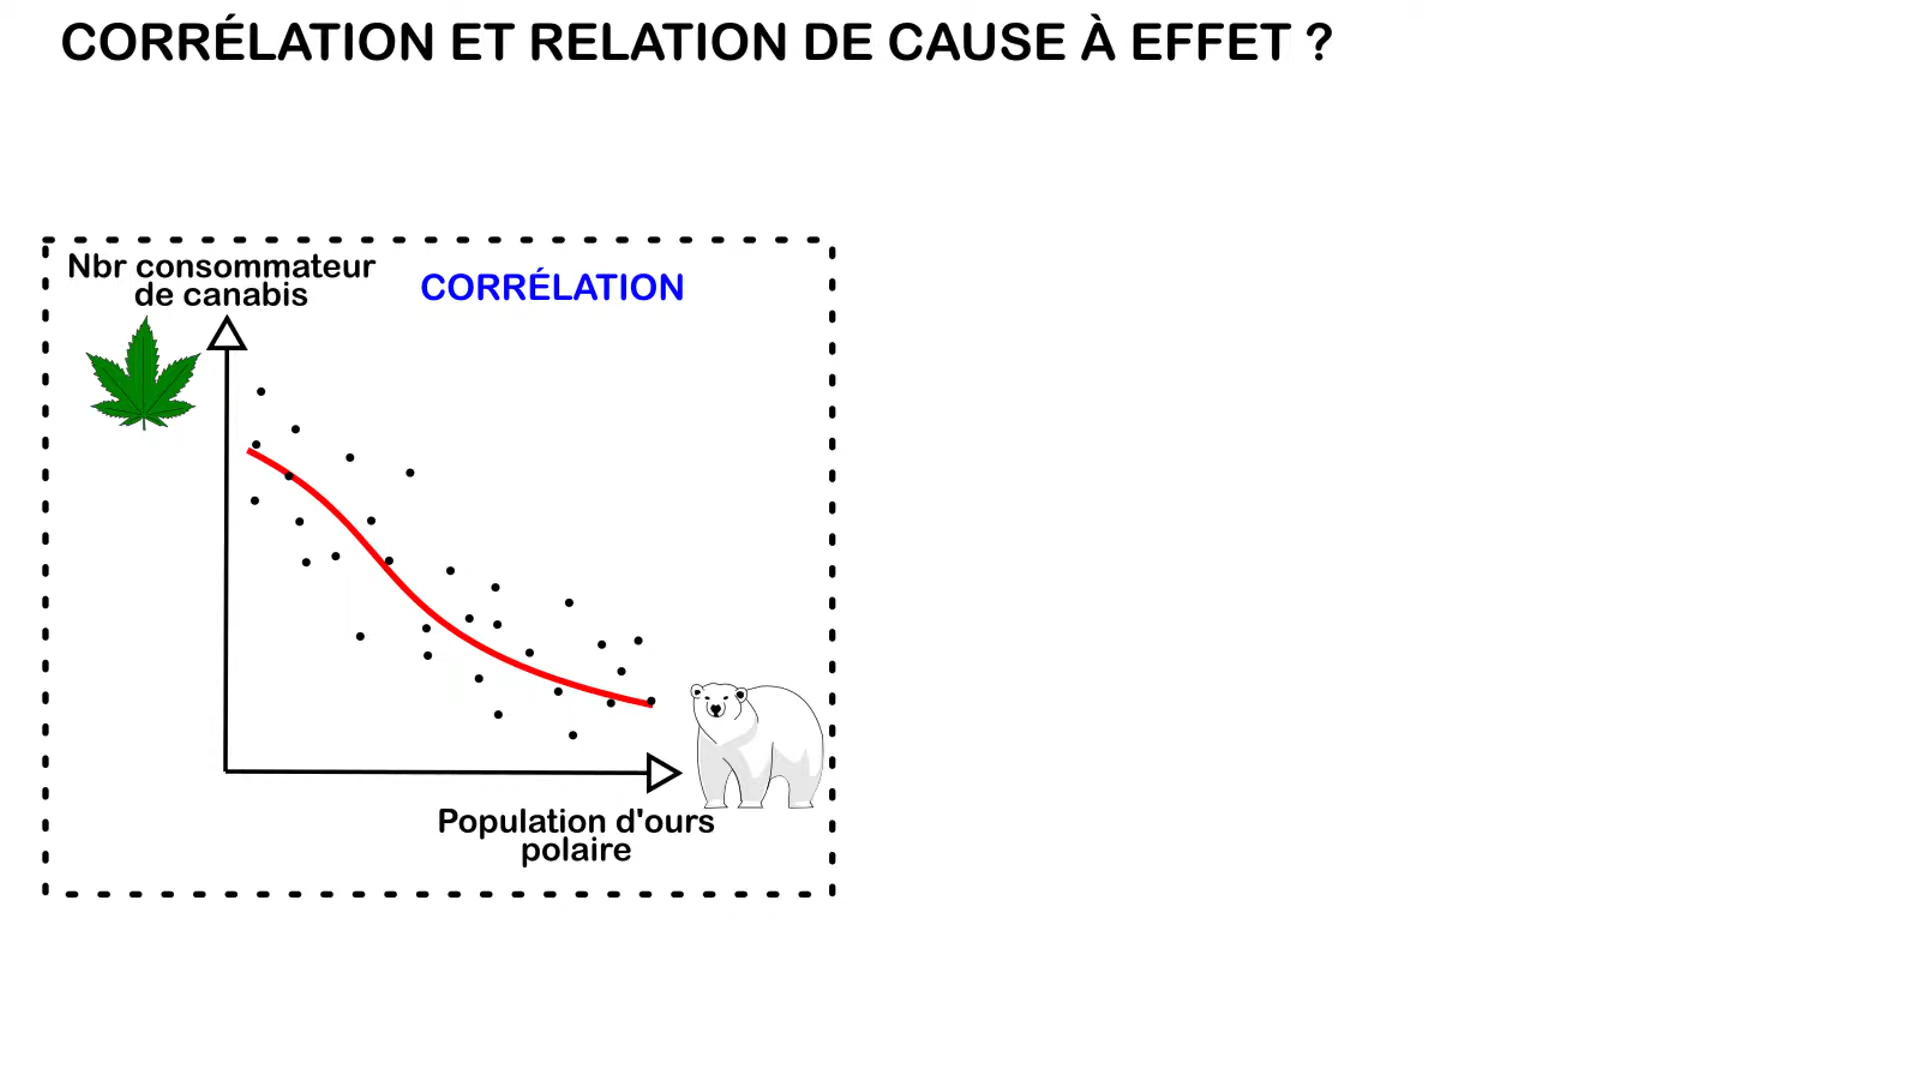 CORRÉLATION ET RELATION DE CAUSE À EFFET ?
Nbr consommateur
de canabis
CORRÉLATION
Population d'ours
polaire